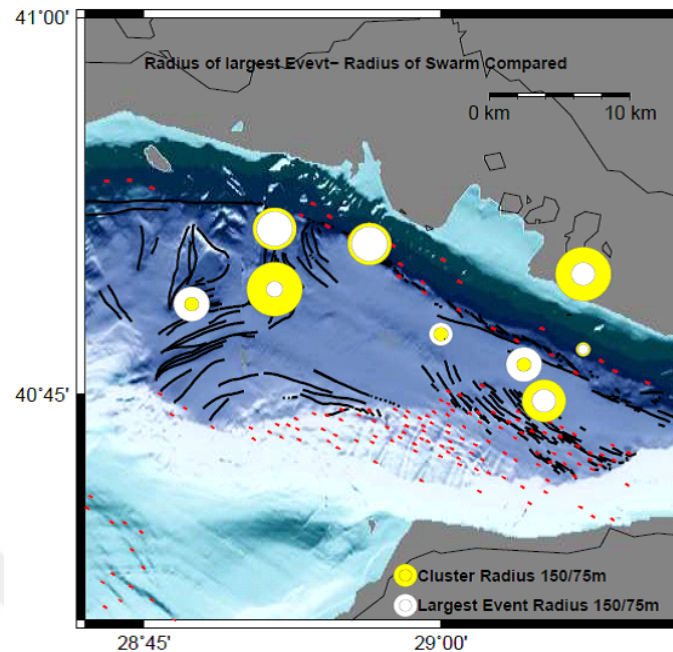 41°00'
Radius of largest Evevt− Radius of Swarm Compared
0 km 10 km
40°45'
Cluster Radius 150/75m
Largest Event Radius 150/75m
28°45' 29°00'